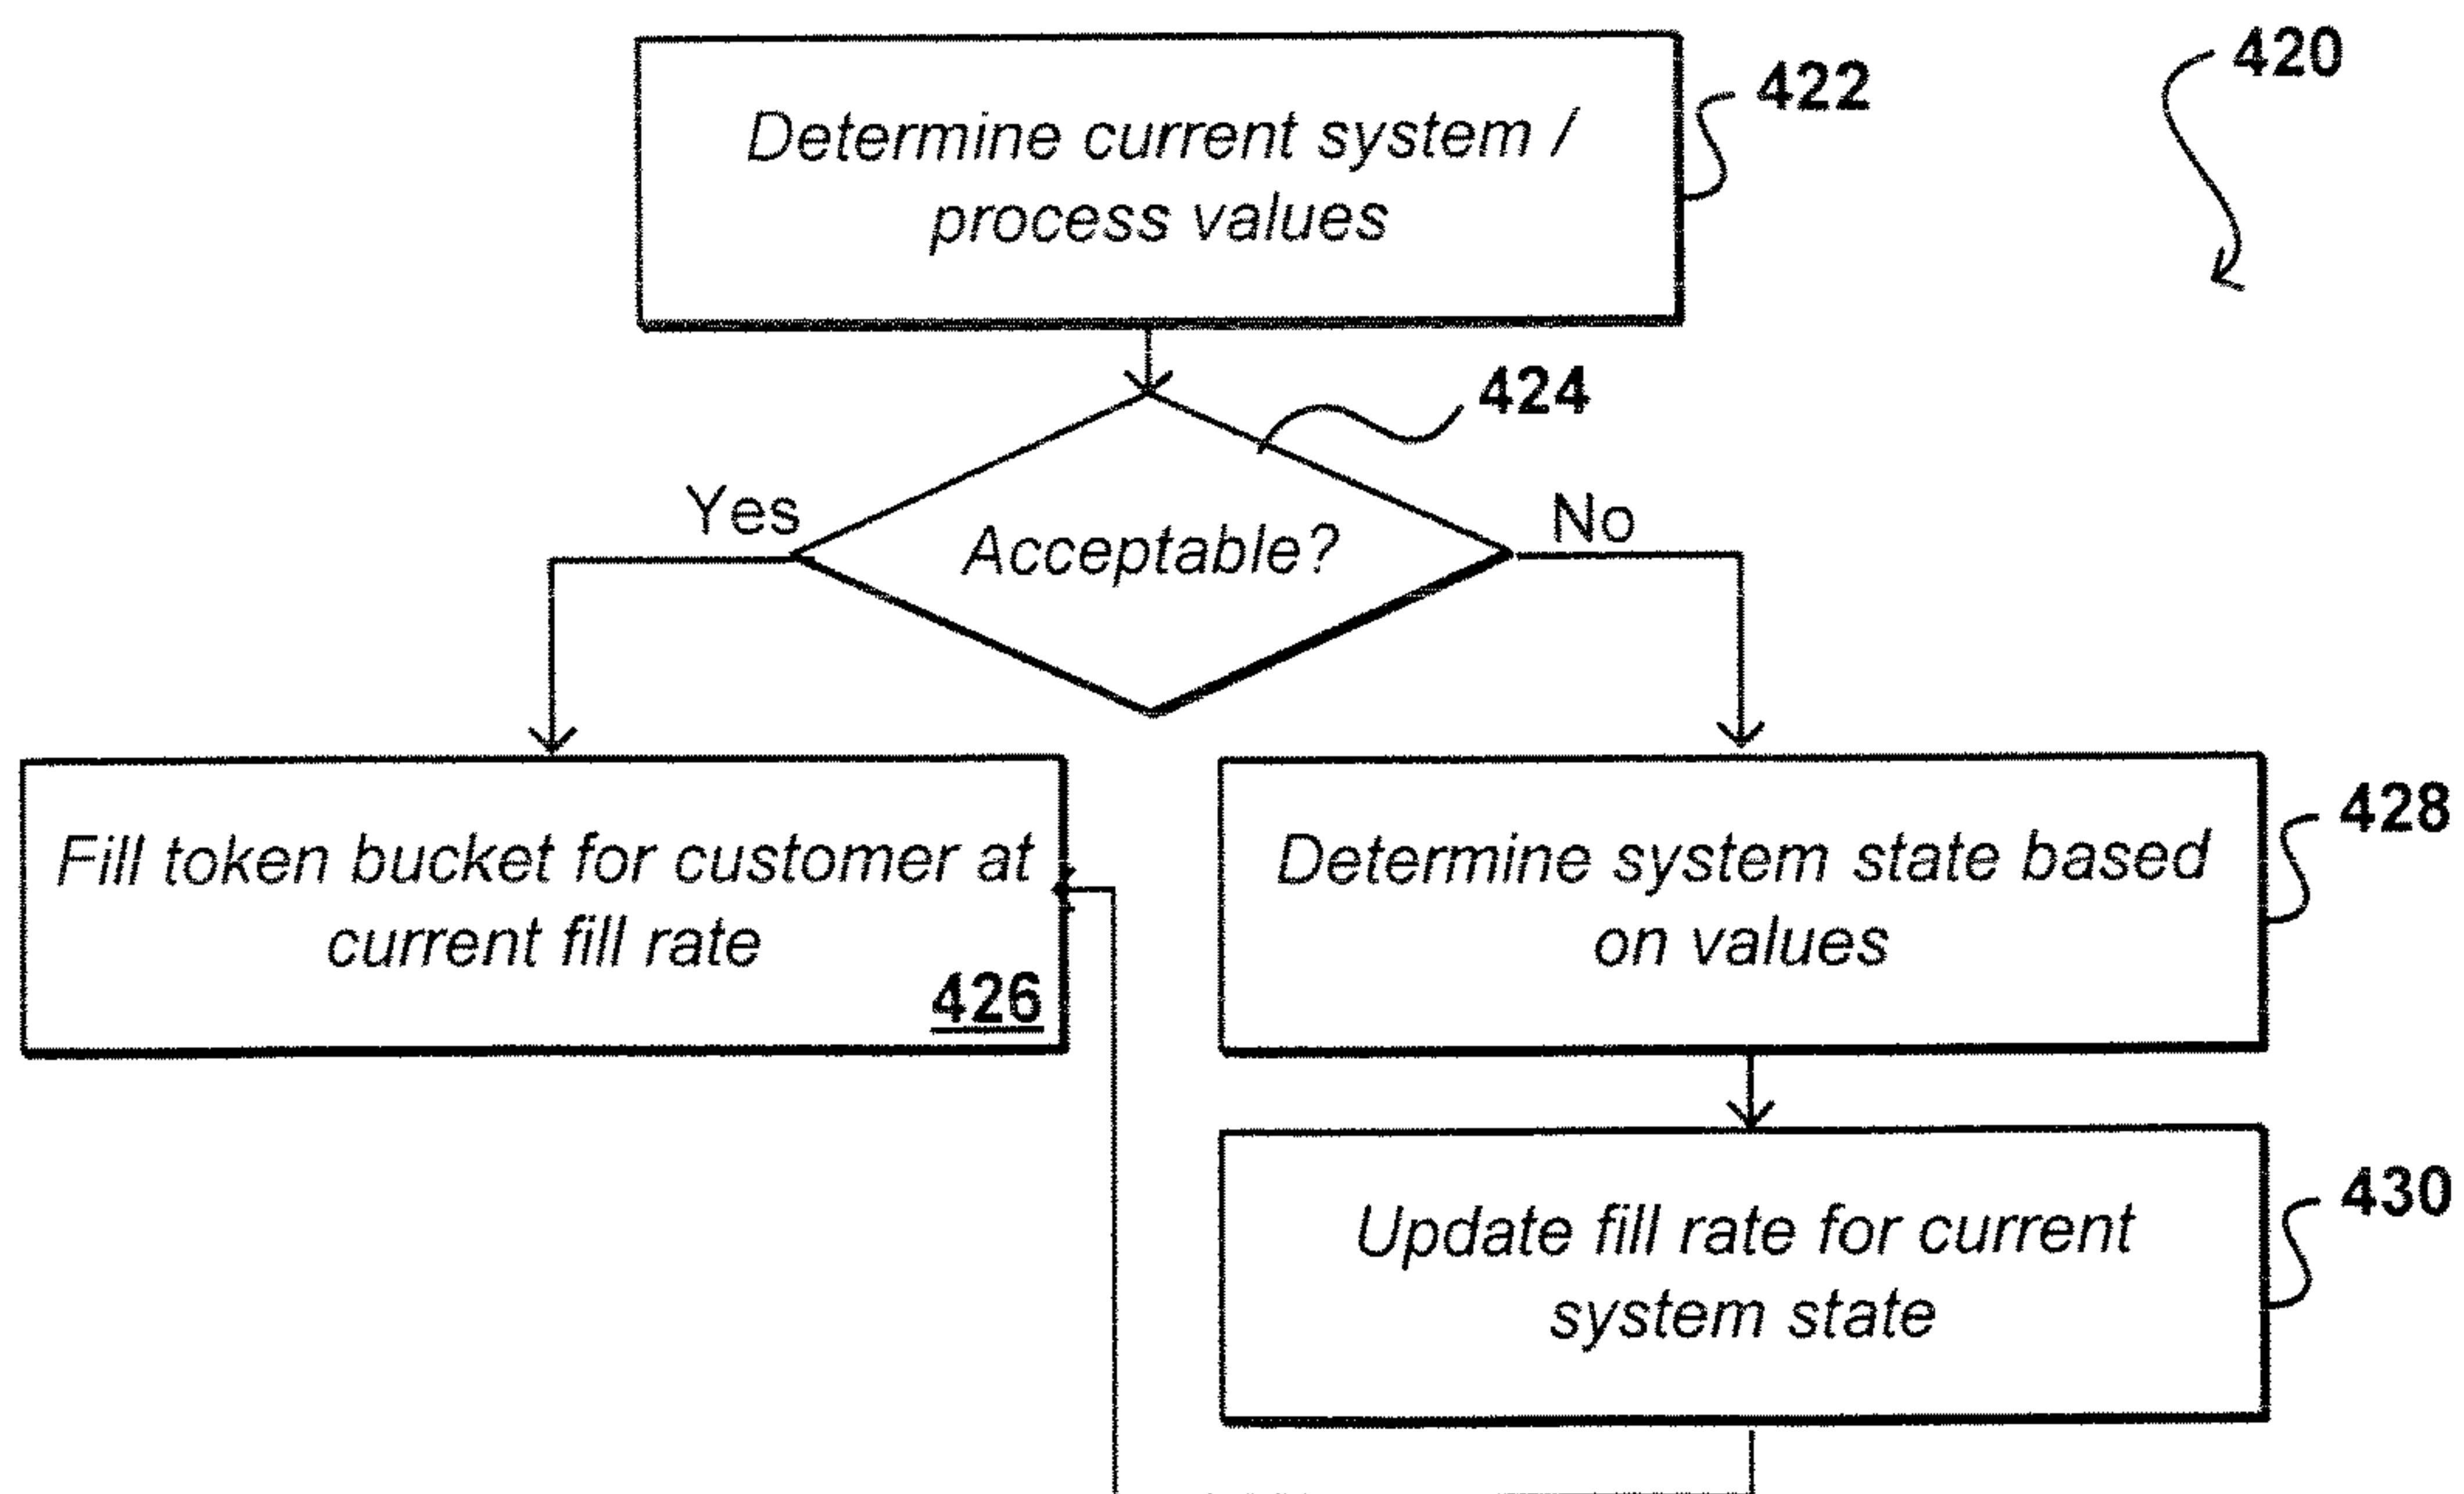 420
Determine current system /
process values
422
424
Yes
Acceptable?
No
Fill token bucket for customer at
current fill rate
426
Determine system state based
on values
428
Update fill rate for current
system state
430